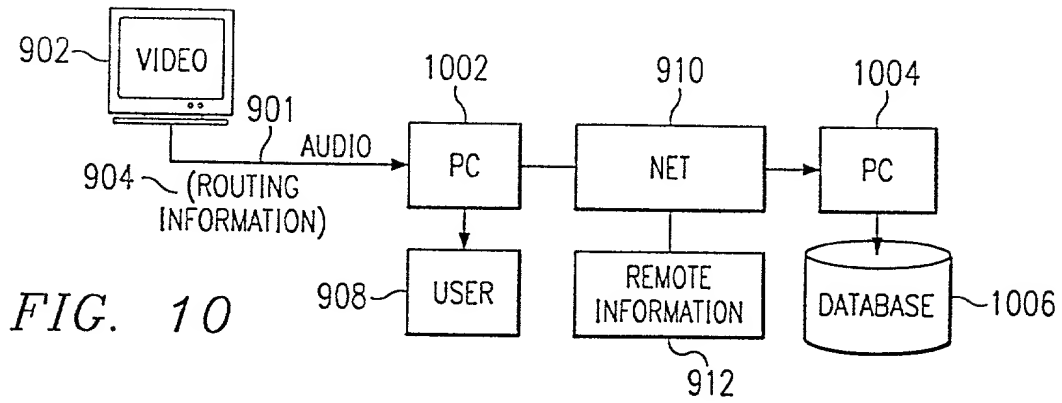 902
VIDEO
901
AUDIO
904
(ROUTING
INFORMATION)
1002
PC
910
NET
1004
PC
908
USER
REMOTE
INFORMATION
912
DATABASE
1006
FIG. 10